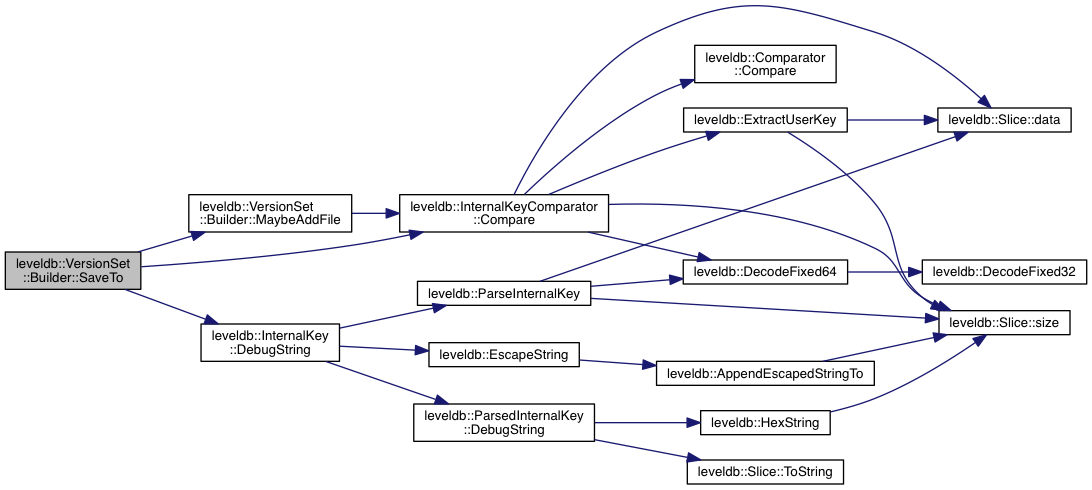 leveldb::VersionSet
::Builder::SaveTo
leveldb::VersionSet
::Builder::MaybeAddFile
leveldb::InternalKey
::DebugString
leveldb::InternalKeyComparator
::Compare
leveldb::ParseInternalKey
leveldb::EscapeString
leveldb::ParsedInternalKey
::DebugString
leveldb::Comparator
::Compare
leveldb::ExtractUserKey
leveldb::DecodeFixed64
leveldb::AppendEscapedStringTo
leveldb::HexString
leveldb::Slice::ToString
leveldb::Slice::data
leveldb::DecodeFixed32
leveldb::Slice::size